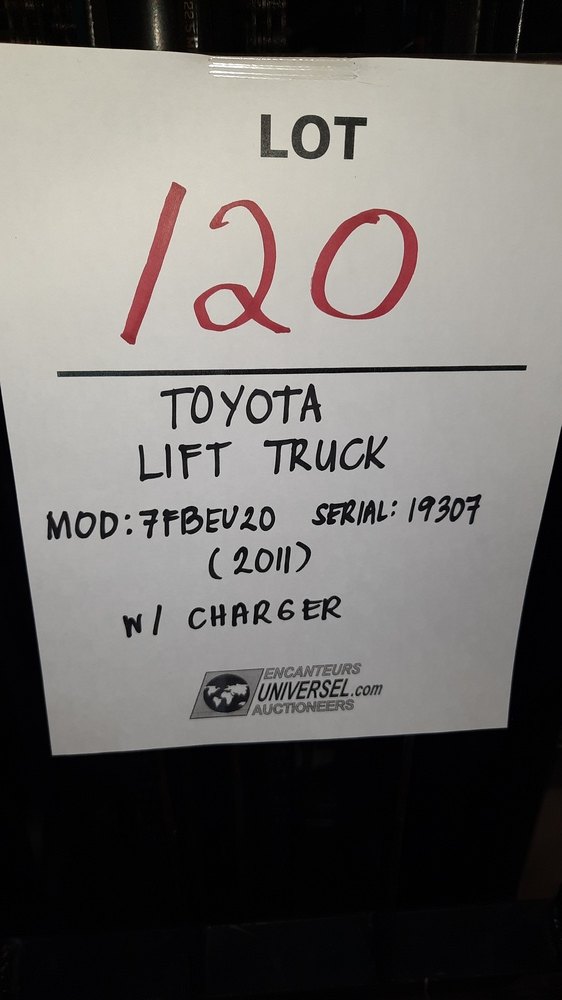 LOT
120
TOYOTA
LIFT TRUCK
MOD: 7FBEU20 SERIAL: 19307
(2011)
W/ CHARGER
ENCANTEURS
UNIVERSEL.com
AUCTIONEERS